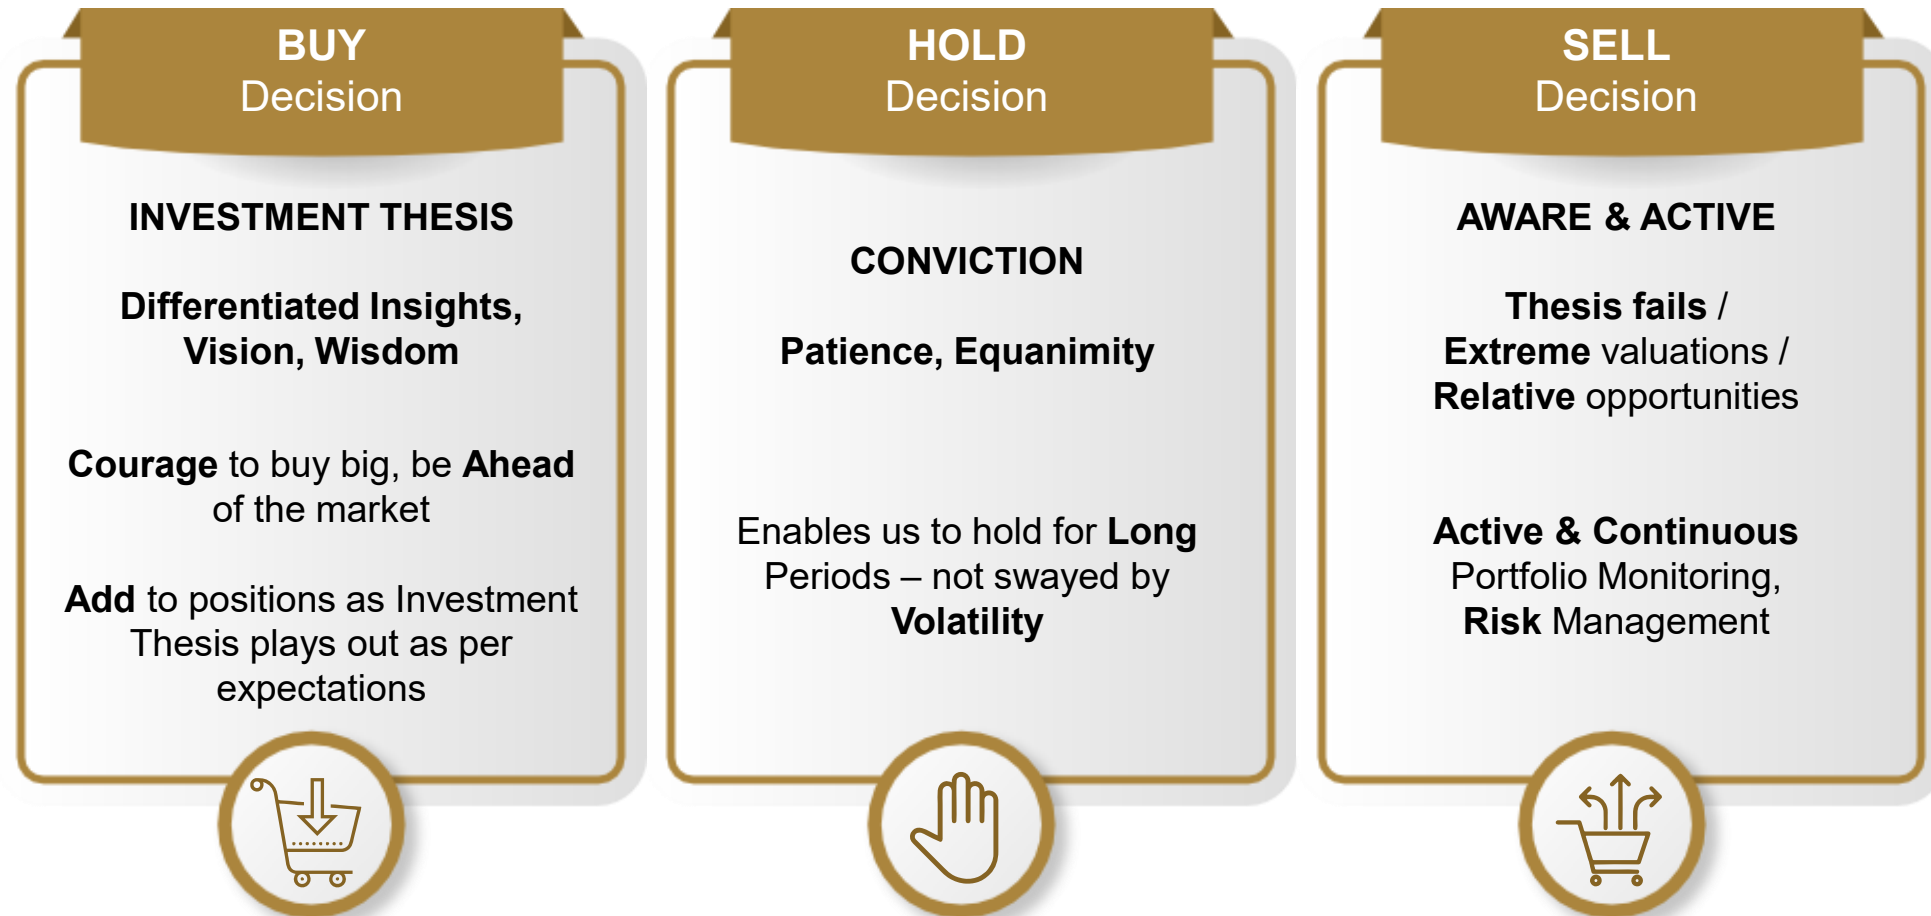 BUY
Decision
INVESTMENT THESIS
Differentiated Insights,
Vision, Wisdom
Courage to buy big, be Ahead
of the market
Add to positions as Investment
Thesis plays out as per
expectations
HOLD
Decision
CONVICTION
Patience, Equanimity
Enables us to hold for Long
Periods – not swayed by
Volatility
SELL
Decision
AWARE & ACTIVE
Thesis fails /
Extreme valuations /
Relative opportunities
Active & Continuous
Portfolio Monitoring,
Risk Management